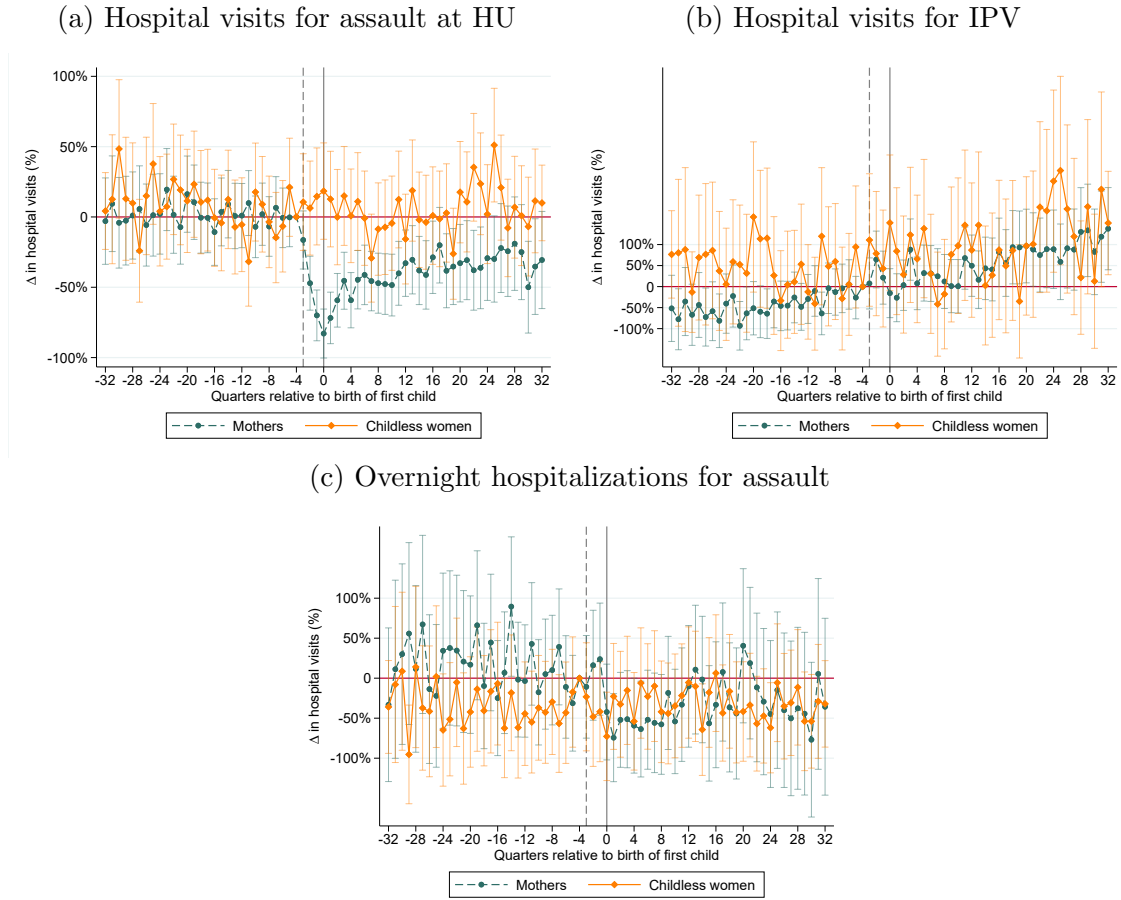 (a) Hospital visits for assault at HU
Δ in hospital visits (%)
100%
50%
0
-50%
-100%
-32 -28 -24 -20 -16 -12 -8 -4 0 4 8 12 16 20 24 28 32
Quarters relative to birth of first child
Mothers Childless women
(b) Hospital visits for IPV
Δ in hospital visits (%)
100%
50%
0
-50%
-100%
-32 -28 -24 -20 -16 -12 -8 -4 0 4 8 12 16 20 24 28 32
Quarters relative to birth of first child
Mothers Childless women
(c) Overnight hospitalizations for assault
Δ in hospital visits (%)
100%
50%
0
-50%
-100%
-32 -28 -24 -20 -16 -12 -8 -4 0 4 8 12 16 20 24 28 32
Quarters relative to birth of first child
Mothers Childless women